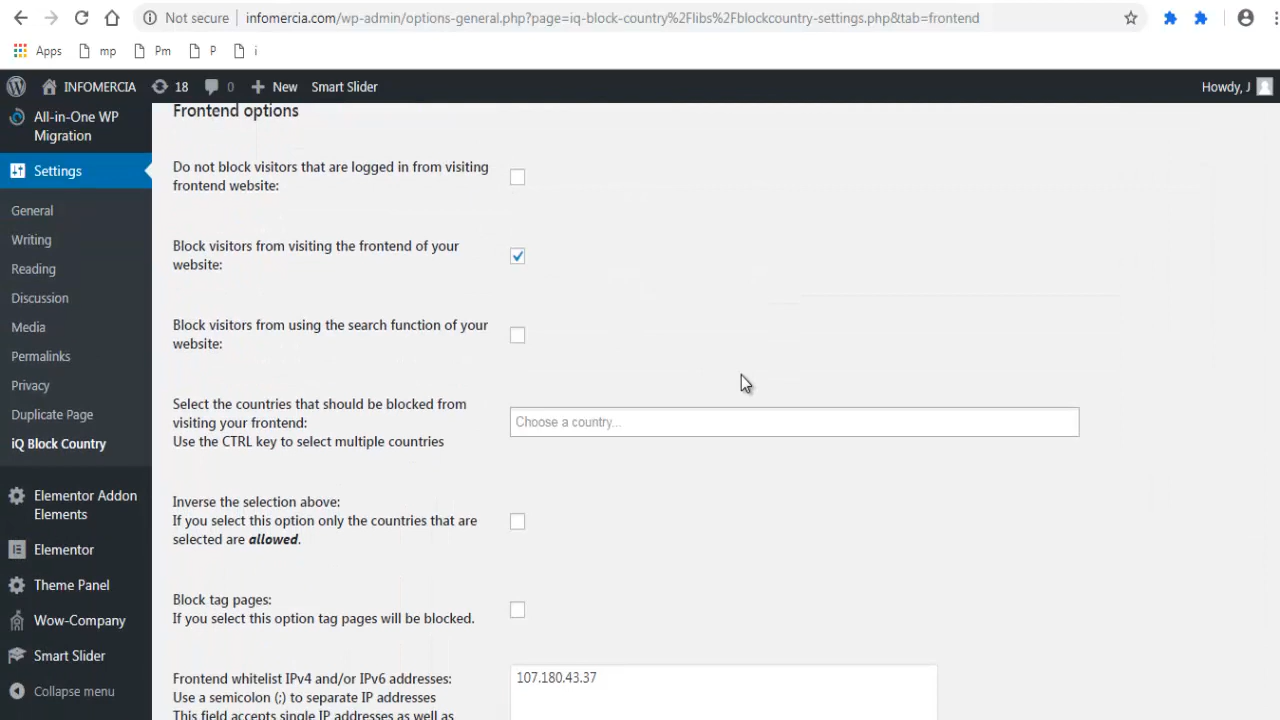 Not secure
infomercia.com/wp-admin/options-general.php?page=iq-block-country%2Flibs%2Fblockcountry-settings.php&tab=frontend
Apps
mp
Pm
P
i
INFOMERCIA
18
0
New
Smart Slider
Howdy, J
All-in-One WP
Migration
Settings
General
Writing
Reading
Discussion
Media
Permalinks
Privacy
Duplicate Page
iQ Block Country
Elementor Addon
Elements
Elementor
Theme Panel
Wow-Company
Smart Slider
Collapse menu
Frontend options
Do not block visitors that are logged in from visiting
frontend website:
Block visitors from visiting the frontend of your
website:
Block visitors from using the search function of your
website:
Select the countries that should be blocked from
visiting your frontend:
Use the CTRL key to select multiple countries
Choose a country...
Inverse the selection above:
If you select this option only the countries that are
selected are allowed.
Block tag pages:
If you select this option tag pages will be blocked.
Frontend whitelist IPv4 and/or IPv6 addresses:
Use a semicolon (;) to separate IP addresses
This field accepts single IP addresses as well as
107.180.43.37